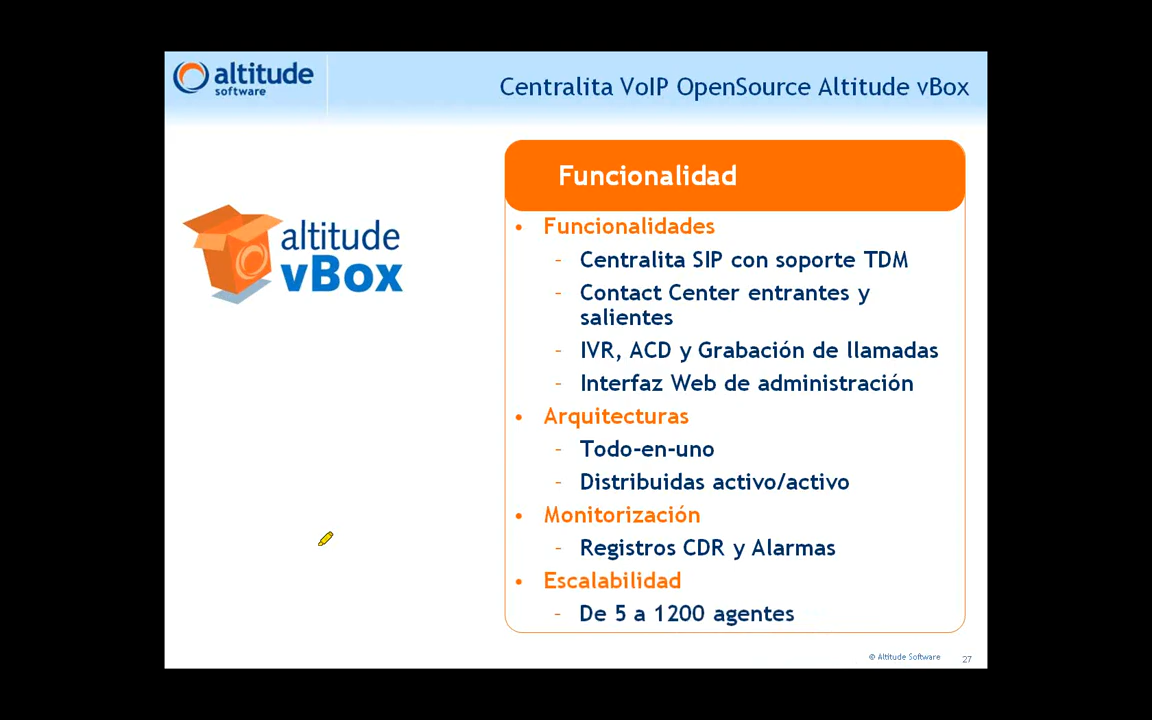 altitude
software
Centralita VoIP OpenSource Altitude vBox
altitude
vBox
Funcionalidad
• Funcionalidades
- Centralita SIP con soporte TDM
- Contact Center entrantes y
salientes
- IVR, ACD y Grabación de llamadas
- Interfaz Web de administración
• Arquitecturas
- Todo-en-uno
- Distribuidas activo/activo
• Monitorización
- Registros CDR y Alarmas
• Escalabilidad
- De 5 a 1200 agentes
© Altitude Software
27